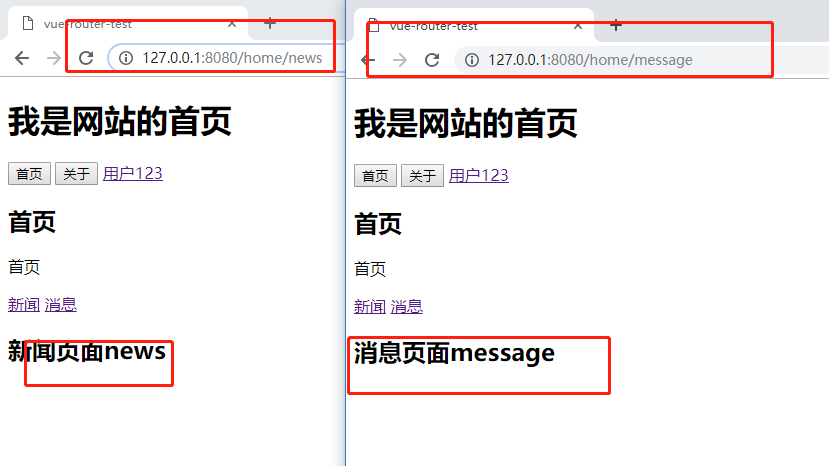 vue-router-test
127.0.0.1:8080/home/news
我是网站的首页
首页 关于 用户123
首页
首页
新闻 消息
新闻页面news
vue-router-test
127.0.0.1:8080/home/message
我是网站的首页
首页 关于 用户123
首页
首页
新闻 消息
消息页面message